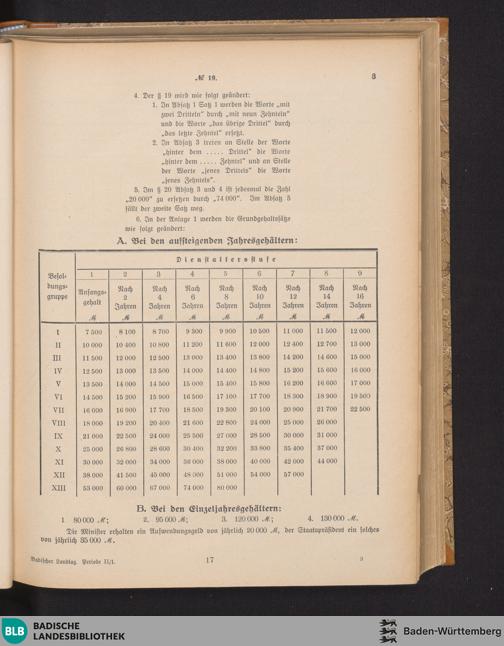 № 19. 3
4. Der § 19 wird wie folgt geändert:
1. In Absatz 1 Satz 1 werden die Worte „mit
zwei Dritteln" durch „mit neun Zehnteln"
und die Worte „das übrige Drittel" durch
„das letzte Zehntel" ersetzt.
2. In Absatz 3 treten an Stelle der Worte
„hinter dem ..... Drittel" die Worte
„hinter dem ..... Zehntel" und an Stelle
der Worte „jenes Drittels" die Worte
„jenes Zehntels".
5. Im § 20 Absatz 3 und 4 ist jedesmal die Zahl
„20 000" zu ersetzen durch „74 000". Im Absatz 5
fällt der zweite Satz weg.
6. In der Anlage 1 werden die Grundgehaltssätze
wie folgt geändert:
A. Bei den aufsteigenden Jahresgehältern:
Besol-
dungs-
gruppe
Dienstaltersstufe
1 2 3 4 5 6 7 8 9
Anfangs-
gehalt
Nach 2 Jahren
Nach 4 Jahren
Nach 6 Jahren
Nach 8 Jahren
Nach 10 Jahren
Nach 12 Jahren
Nach 14 Jahren
Nach 16 Jahren
ℳ ℳ ℳ ℳ ℳ ℳ ℳ ℳ ℳ
I 7 500 8 100 8 700 9 300 9 900 10 500 11 000 11 500 12 000
II 10 000 10 400 10 800 11 200 11 600 12 000 12 400 12 700 13 000
III 11 500 12 000 12 500 13 000 13 400 13 800 14 200 14 600 15 000
IV 12 500 13 000 13 500 14 000 14 400 14 800 15 200 15 600 16 000
V 13 500 14 000 14 500 15 000 15 400 15 800 16 200 16 600 17 000
VI 14 500 15 200 15 900 16 500 17 100 17 700 18 300 18 900 19 500
VII 16 000 16 900 17 700 18 500 19 300 20 100 20 900 21 700 22 500
VIII 18 000 19 200 20 400 21 600 22 800 24 000 25 000 26 000
IX 21 000 22 500 24 000 25 500 27 000 28 500 30 000 31 000
X 25 000 26 800 28 600 30 400 32 200 33 800 35 400 37 000
XI 30 000 32 000 34 000 36 000 38 000 40 000 42 000 44 000
XII 38 000 41 500 45 000 48 000 51 000 54 000 57 000
XIII 53 000 60 000 67 000 74 000 80 000
B. Bei den Einzeljahresgehältern:
1 80 000 ℳ; 2. 95 000 ℳ; 3. 120 000 ℳ; 4. 130 000 ℳ.
Die Minister erhalten ein Aufwendungsgeld von jährlich 20 000 ℳ, der Staatspräsident ein solches
von jährlich 35 000 ℳ.
Badischer Landtag. Periode II/1. 17 3
BLB BADISCHE
LANDESBIBLIOTHEK
Baden-Württemberg